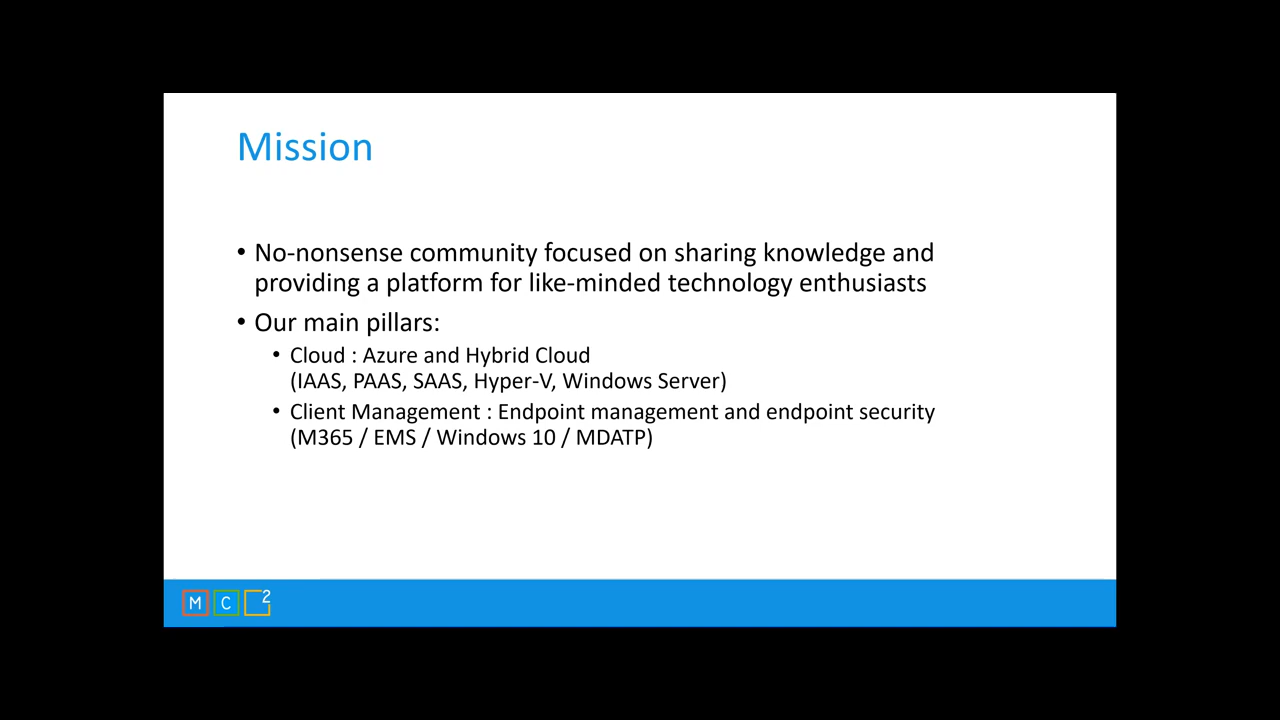 Mission
• No-nonsense community focused on sharing knowledge and
providing a platform for like-minded technology enthusiasts
• Our main pillars:
• Cloud : Azure and Hybrid Cloud
(IAAS, PAAS, SAAS, Hyper-V, Windows Server)
• Client Management : Endpoint management and endpoint security
(M365 / EMS / Windows 10 / MDATP)
M C 2